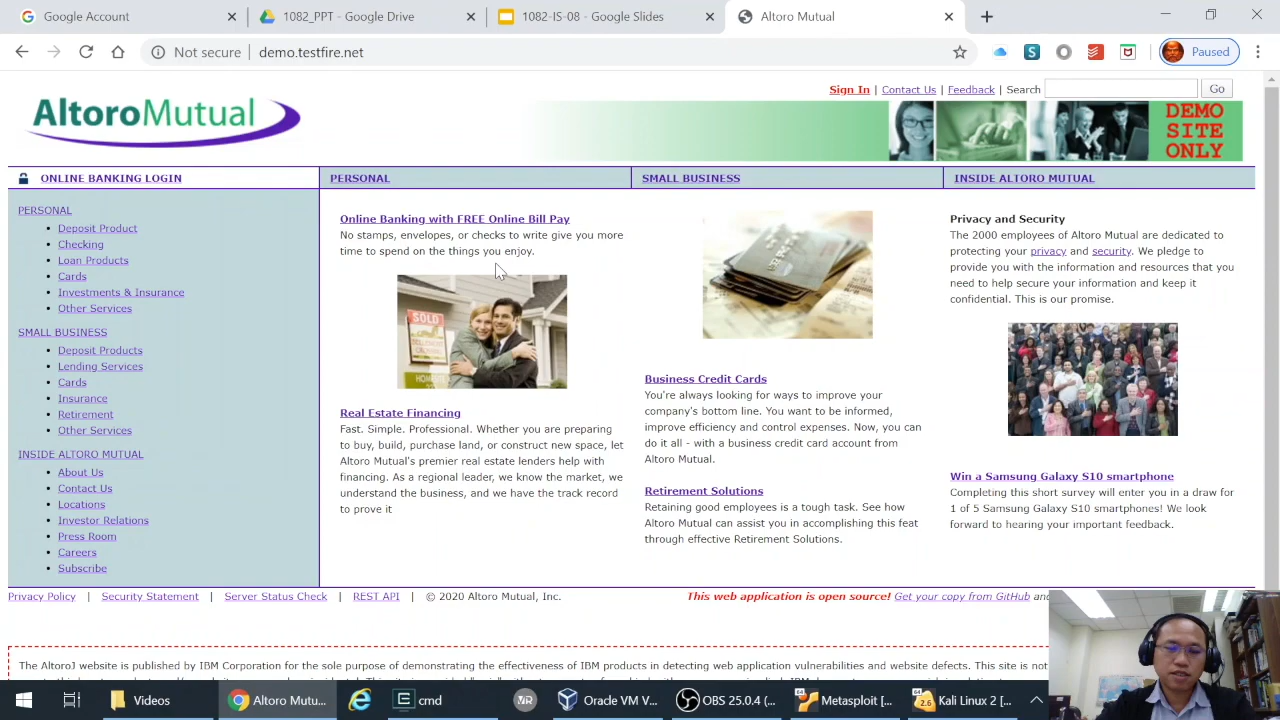 Google Account
1082_PPT - Google Drive
1082-IS-08 - Google Slides
Altoro Mutual
Not secure | demo.testfire.net
Paused
AltoroMutual
Sign In | Contact Us | Feedback | Search
Go
DEMO
SITE
ONLY
ONLINE BANKING LOGIN
PERSONAL
SMALL BUSINESS
INSIDE ALTORO MUTUAL
PERSONAL
Deposit Product
Checking
Loan Products
Cards
Investments & Insurance
Other Services
SMALL BUSINESS
Deposit Products
Lending Services
Cards
Insurance
Retirement
Other Services
INSIDE ALTORO MUTUAL
About Us
Contact Us
Locations
Investor Relations
Press Room
Careers
Subscribe
Online Banking with FREE Online Bill Pay
No stamps, envelopes, or checks to write give you more
time to spend on the things you enjoy.
SOLD
Real Estate Financing
Fast. Simple. Professional. Whether you are preparing
to buy, build, purchase land, or construct new space, let
Altoro Mutual's premier real estate lenders help with
financing. As a regional leader, we know the market, we
understand the business, and we have the track record
to prove it
Business Credit Cards
You're always looking for ways to improve your
company's bottom line. You want to be informed,
improve efficiency and control expenses. Now, you can
do it all - with a business credit card account from
Altoro Mutual.
Retirement Solutions
Retaining good employees is a tough task. See how
Altoro Mutual can assist you in accomplishing this feat
through effective Retirement Solutions.
Privacy and Security
The 2000 employees of Altoro Mutual are dedicated to
protecting your privacy and security. We pledge to
provide you with the information and resources that you
need to help secure your information and keep it
confidential. This is our promise.
Win a Samsung Galaxy S10 smartphone
Completing this short survey will enter you in a draw for
1 of 5 Samsung Galaxy S10 smartphones! We look
forward to hearing your important feedback.
Privacy Policy | Security Statement | Server Status Check | REST API | © 2020 Altoro Mutual, Inc.
This web application is open source! Get your copy from GitHub and
The AltoroJ website is published by IBM Corporation for the sole purpose of demonstrating the effectiveness of IBM products in detecting web application vulnerabilities and website defects. This site is not
Videos
Altoro Mutu...
cmd
Oracle VM V...
OBS 25.0.4 (...
Metasploit [...
Kali Linux 2 [...